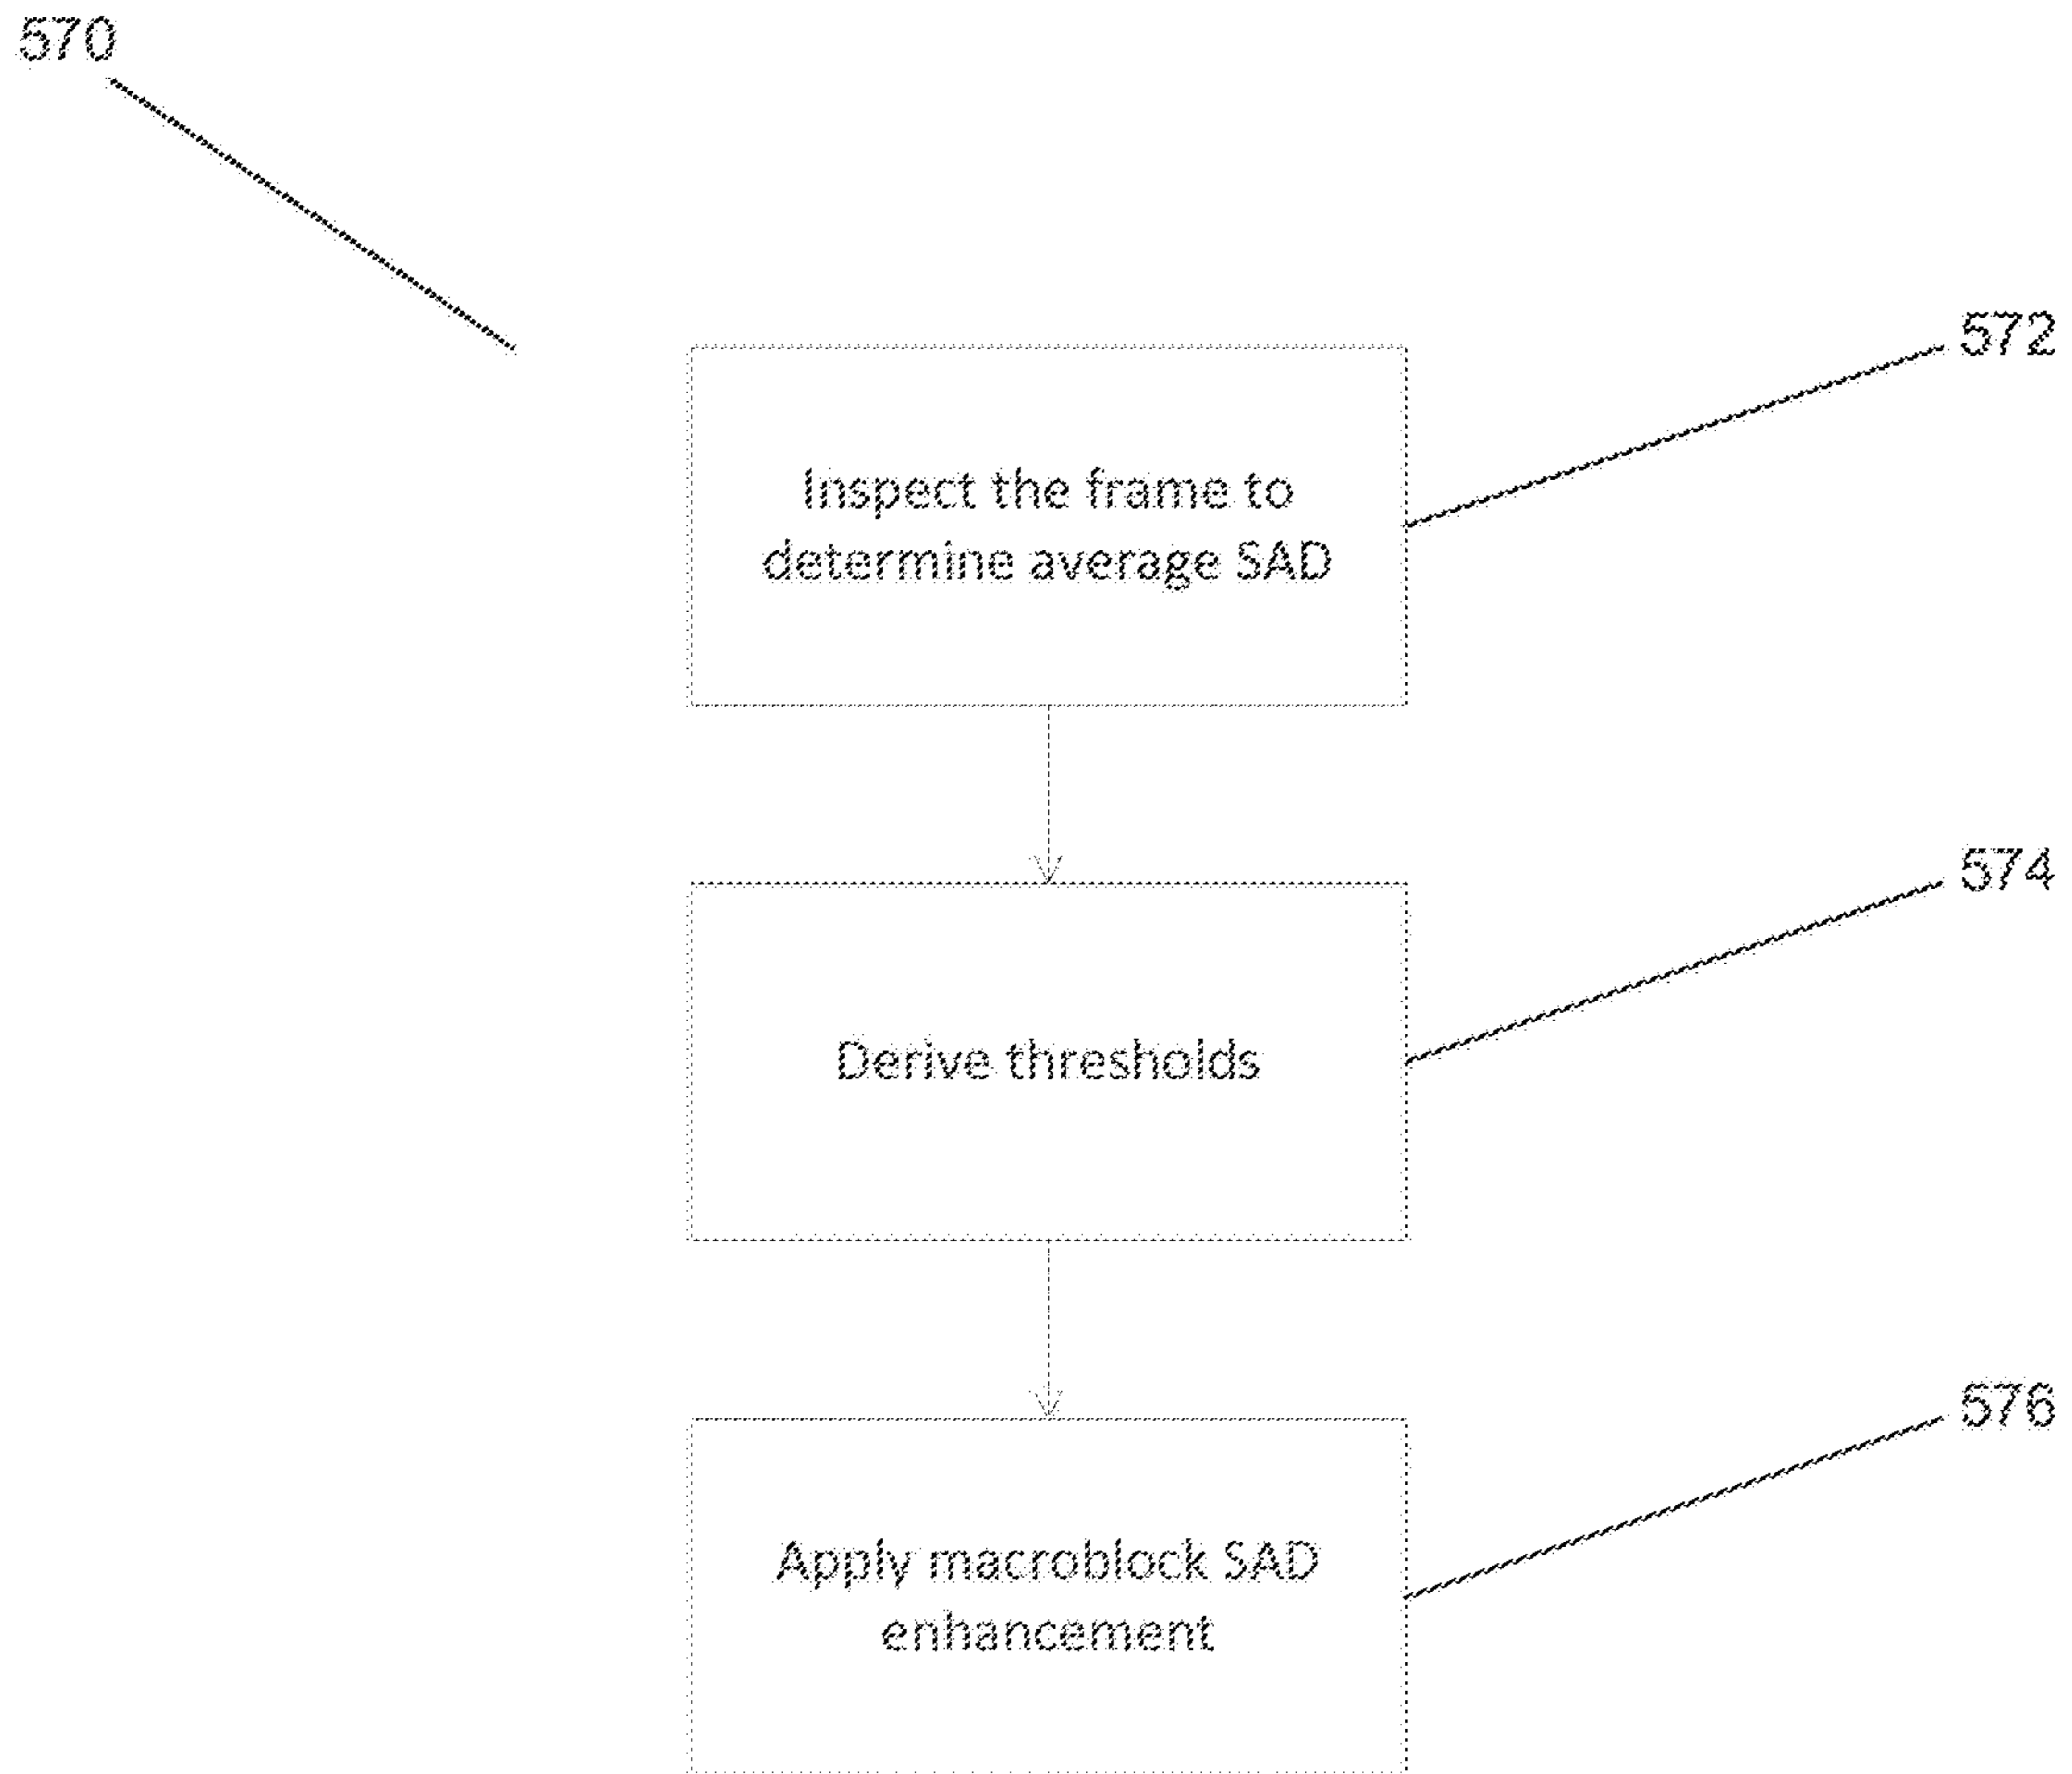 570
572
Inspect the frame to
determine average SAD
574
Derive thresholds
576
Apply macroblock SAD
enhancement